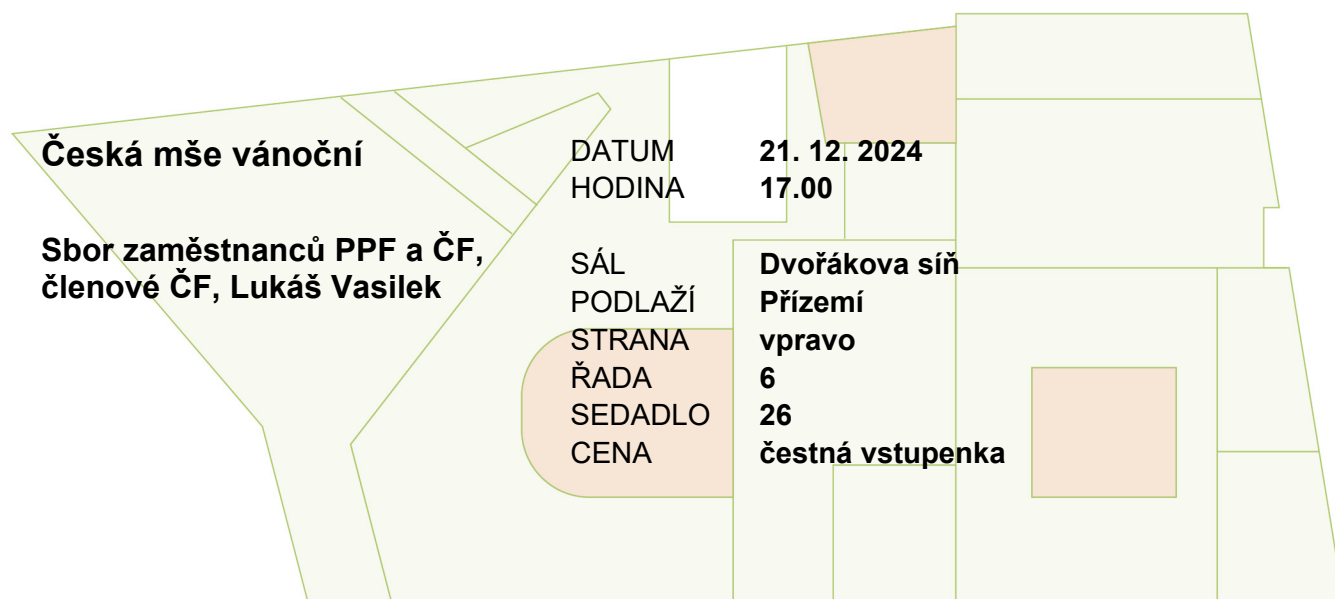 Česká mše vánoční
Sbor zaměstnanců PPF a ČF,
členové ČF, Lukáš Vasilek
DATUM 21. 12. 2024
HODINA 17.00
SÁL Dvořákova síň
PODLAŽÍ Přízemí
STRANA vpravo
ŘADA 6
SEDADLO 26
CENA čestná vstupenka